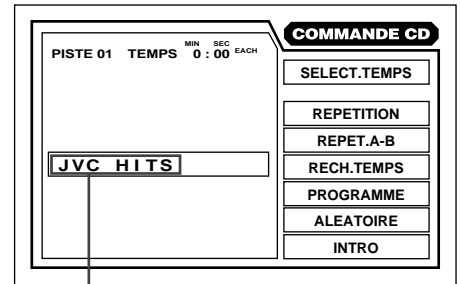 COMMANDE CD
MIN SEC
PISTE 01 TEMPS 0 : 00 EACH
SELECT.TEMPS
REPETITION
REPET.A-B
JVC HITS
RECH.TEMPS
PROGRAMME
ALEATOIRE
INTRO